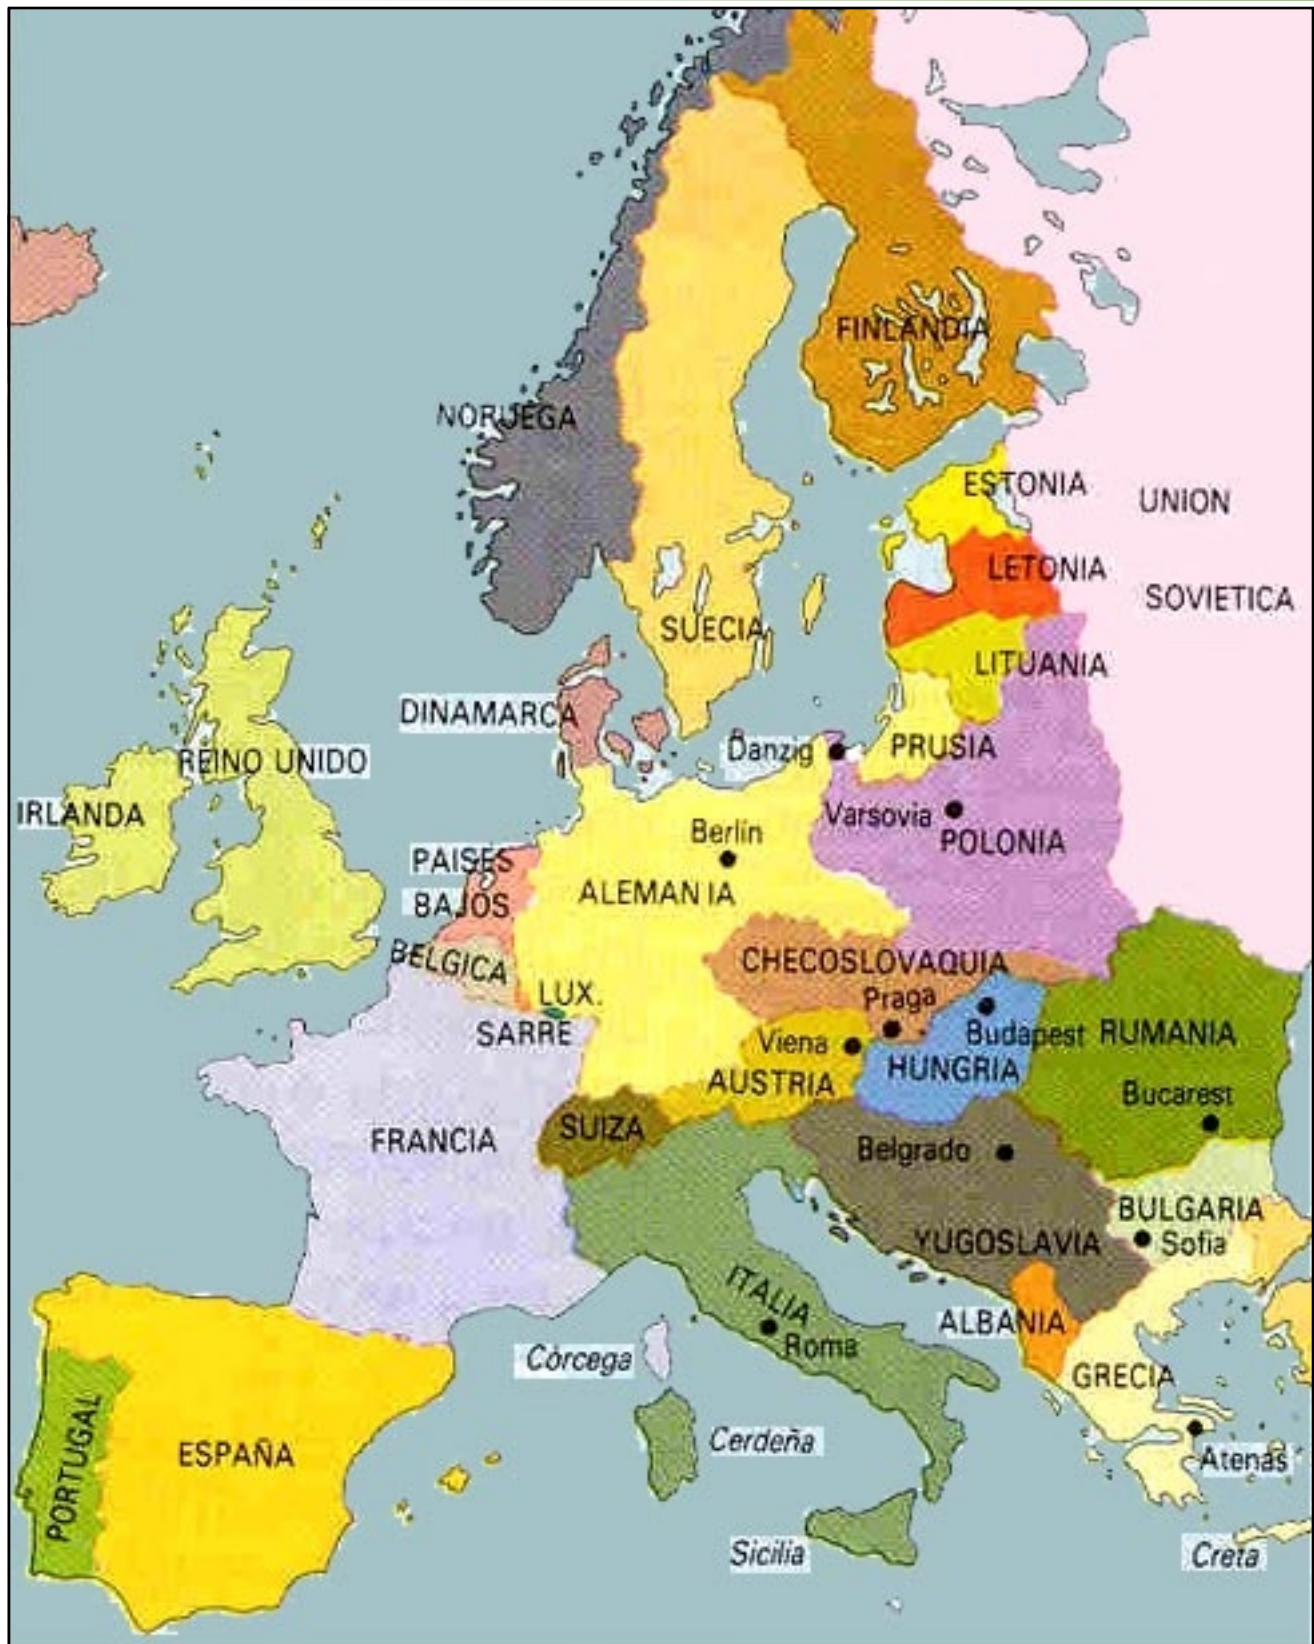 FINLANDIA
NORUEGA
ESTONIA
UNION
LETONIA
SOVIETICA
SUECIA
LITUANIA
DINAMARCA
Danzig
PRUSIA
REINO UNIDO
IRLANDA
Varsovia
Berlín
POLONIA
PAISES
BAJOS
ALEMANIA
BELGICA
CHECOSLOVAQUIA
LUX.
Praga
SARRE
Viena
Budapest
RUMANIA
HUNGRIA
AUSTRIA
Bucarest
SUIZA
FRANCIA
Belgrado
BULGARIA
YUGOSLAVIA
Sofia
ITALIA
ALBANIA
Roma
Córcega
GRECIA
PORTUGAL
ESPAÑA
Cerdeña
Atenas
Sicilia
Creta